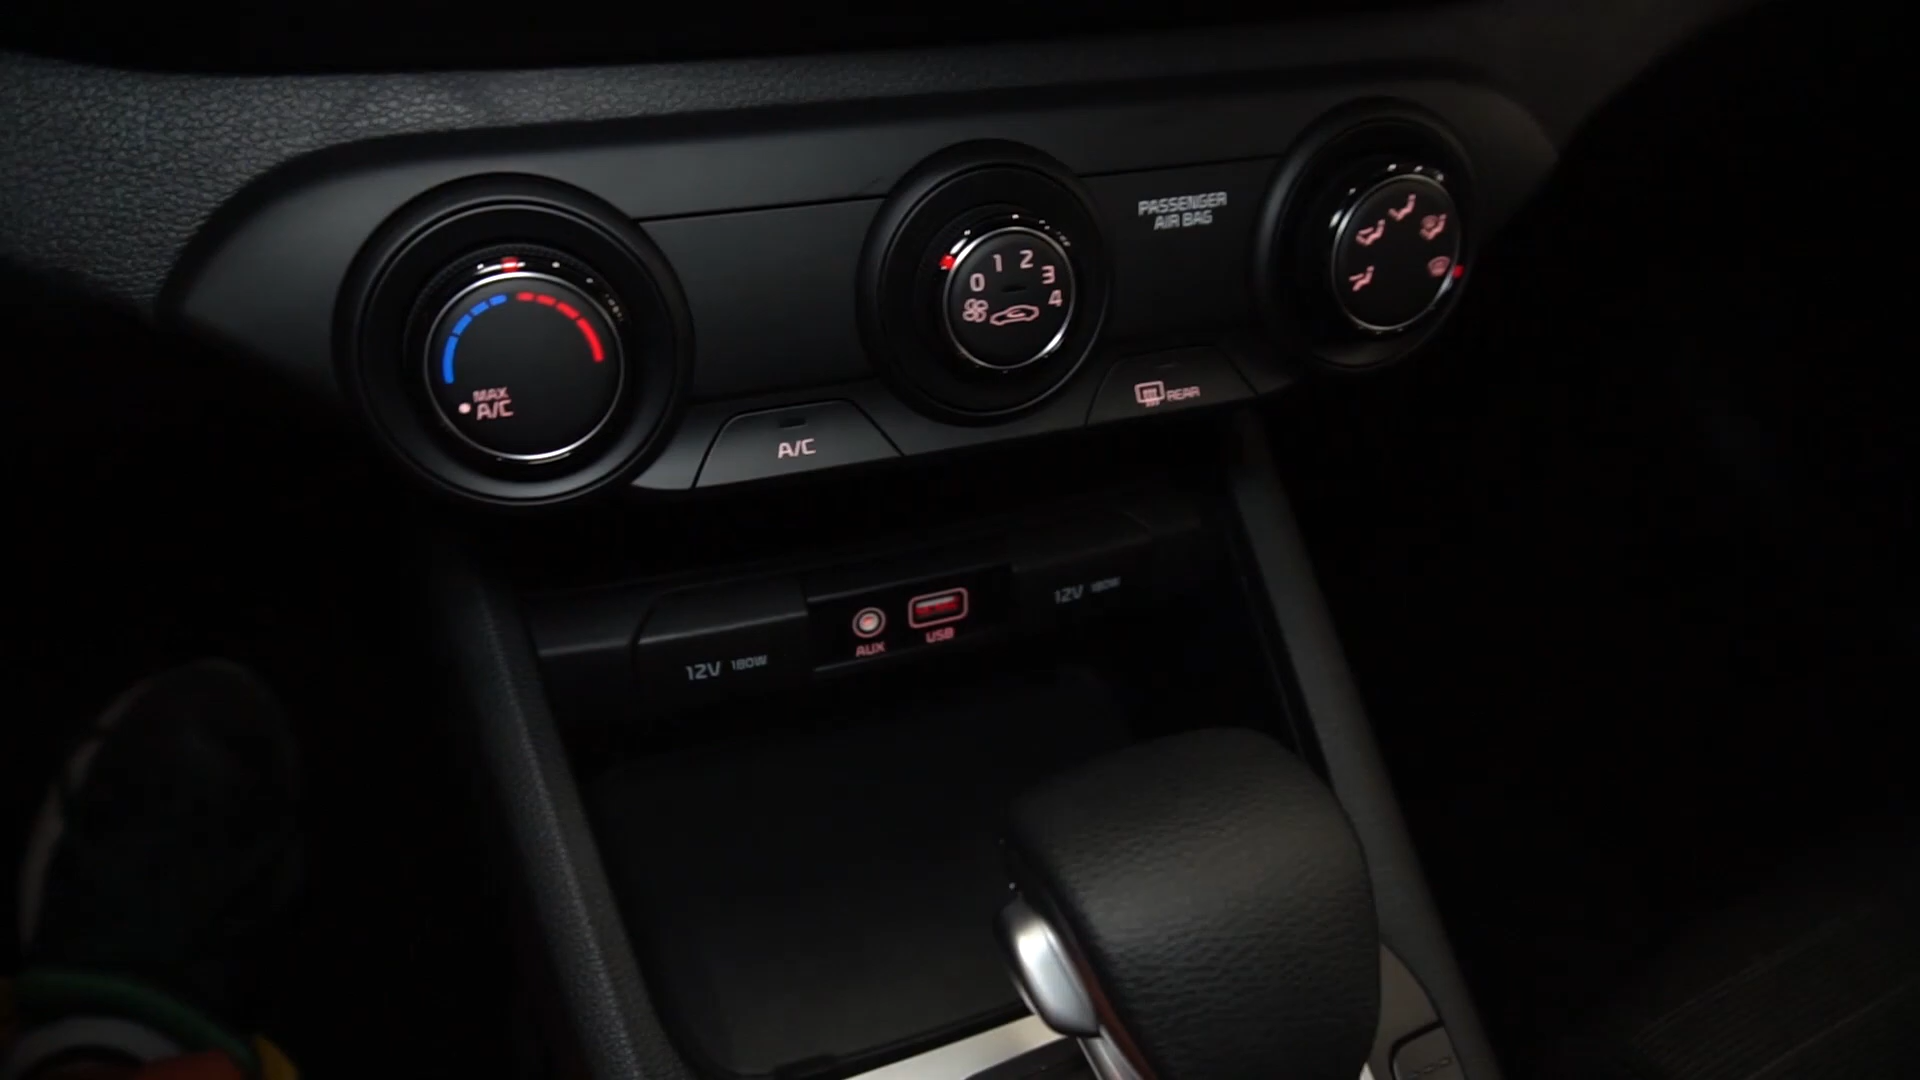 MAX
A/C
0 1 2 3 4
PASSENGER
AIR BAG
A/C
REAR
12V 180W
AUX
USB
12V 180W